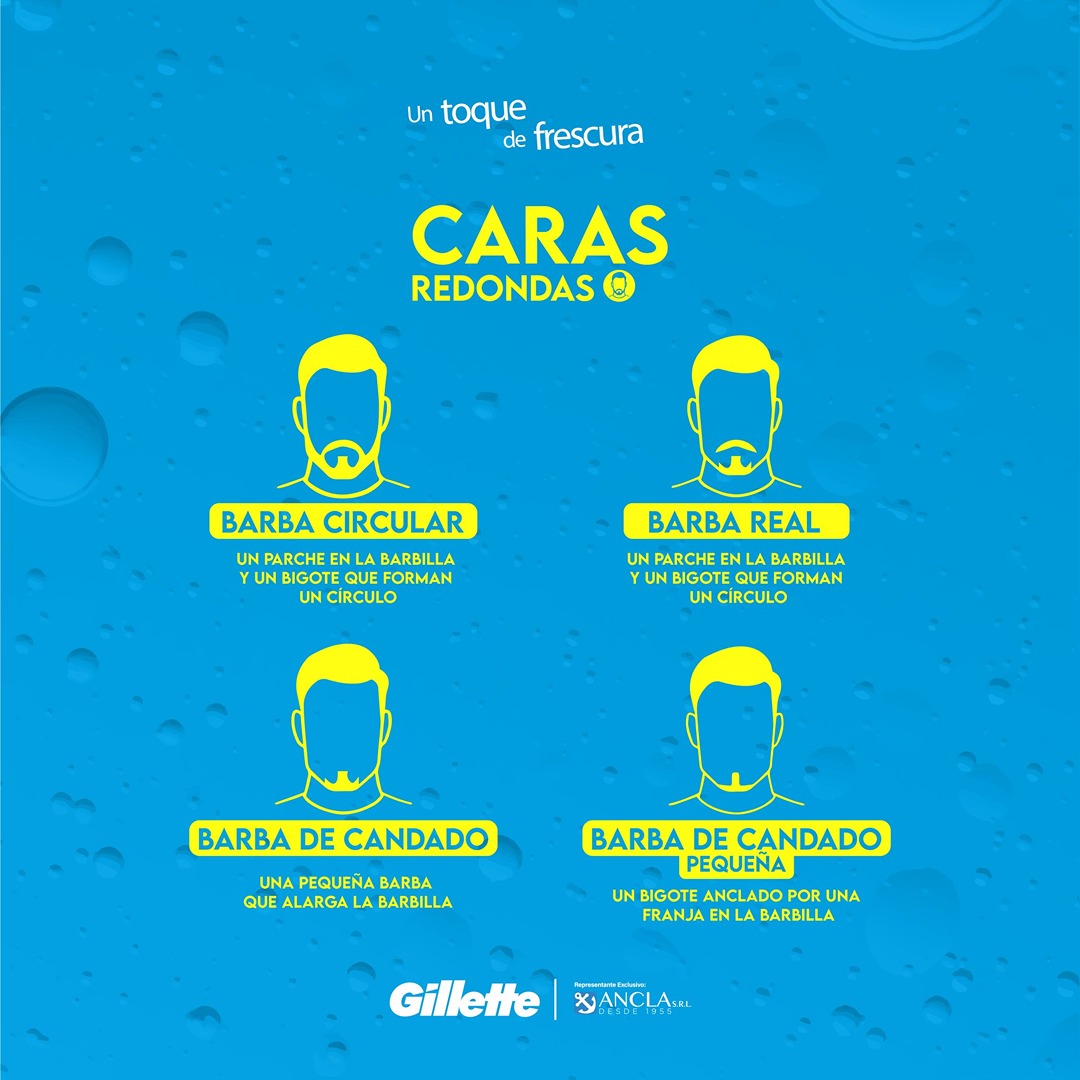 Un toque
de frescura
CARAS
REDONDAS
BARBA CIRCULAR
UN PARCHE EN LA BARBILLA
Y UN BIGOTE QUE FORMAN
UN CÍRCULO
BARBA REAL
UN PARCHE EN LA BARBILLA
Y UN BIGOTE QUE FORMAN
UN CÍRCULO
BARBA DE CANDADO
UNA PEQUEÑA BARBA
QUE ALARGA LA BARBILLA
BARBA DE CANDADO
PEQUEÑA
UN BIGOTE ANCLADO POR UNA
FRANJA EN LA BARBILLA
Gillette
Representante Exclusivo:
ANCLA S.R.L.
DESDE 1955